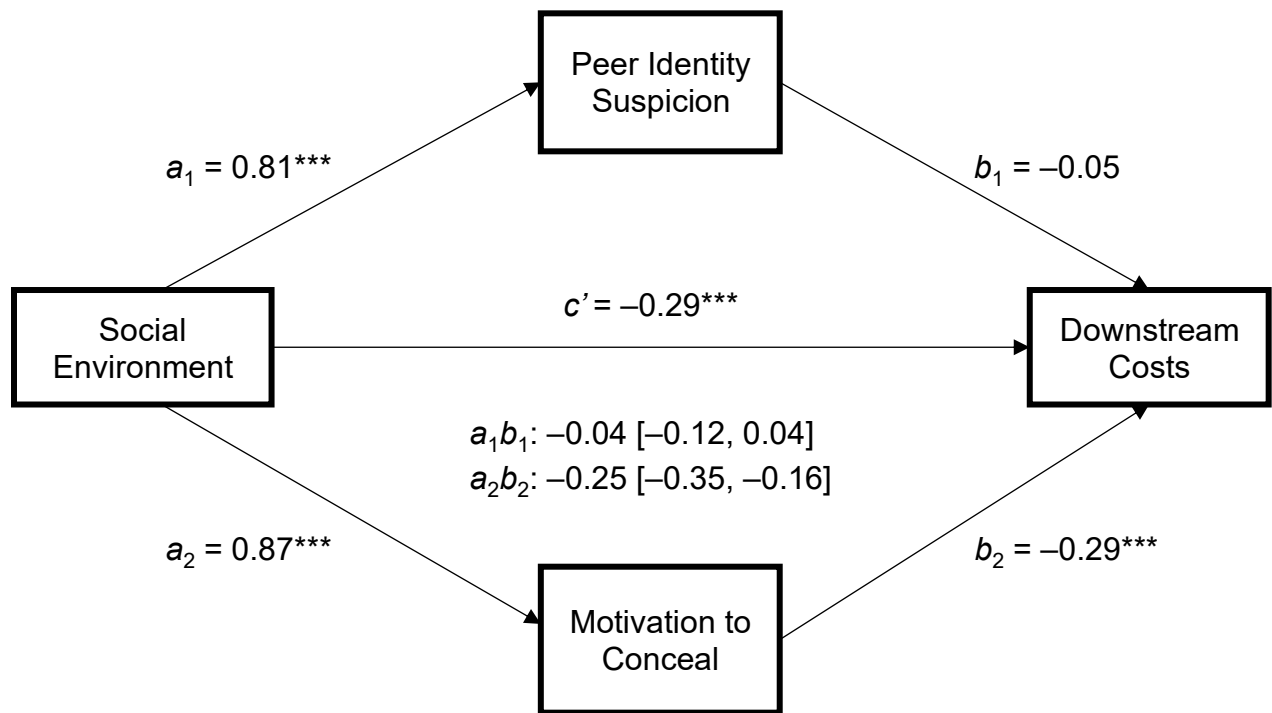 Peer Identity
Suspicion
a₁ = 0.81***
b₁ = –0.05
c’ = –0.29***
Social
Environment
Downstream
Costs
a₁b₁: –0.04 [–0.12, 0.04]
a₂b₂: –0.25 [–0.35, –0.16]
a₂ = 0.87***
b₂ = –0.29***
Motivation to
Conceal